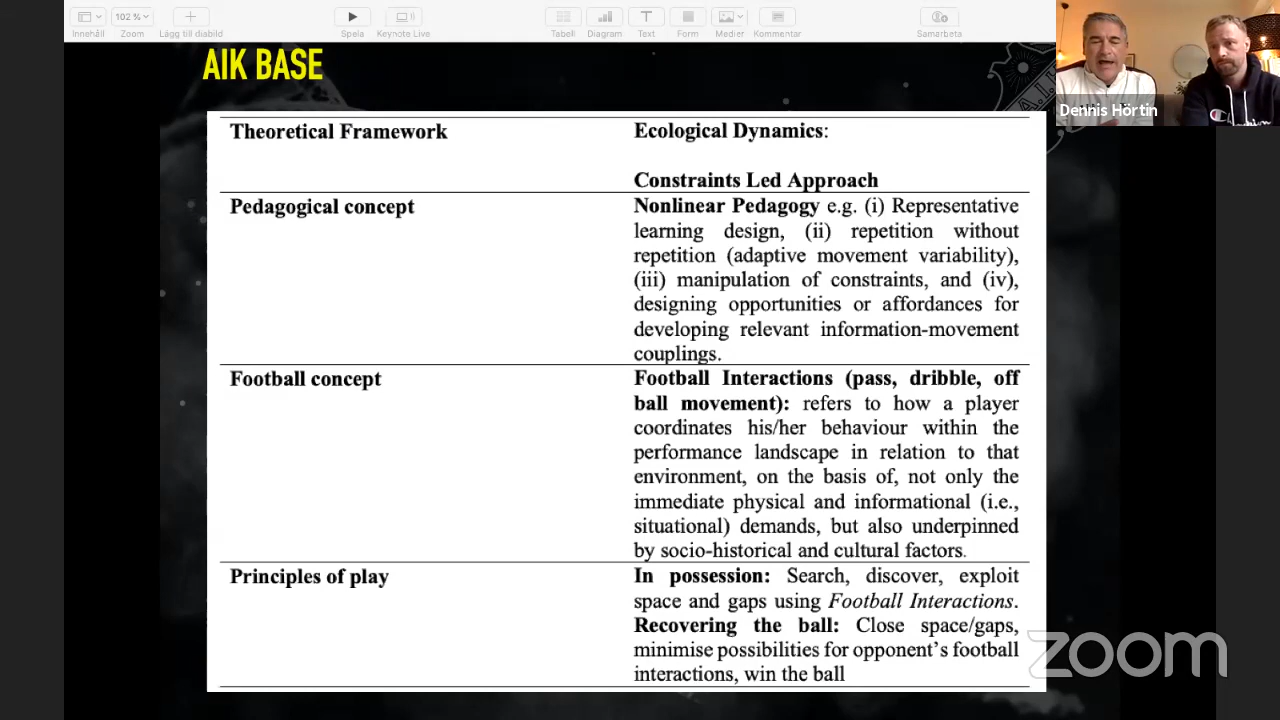 102 %
Innehåll
Zoom
Lägg till diabild
Spela
Keynote Live
Tabell
Diagram
Text
Form
Medier
Kommentar
Samarbeta
AIK BASE
Dennis Hörtin
Theoretical Framework
Ecological Dynamics:
Constraints Led Approach
Pedagogical concept
Nonlinear Pedagogy e.g. (i) Representative
learning design, (ii) repetition without
repetition (adaptive movement variability),
(iii) manipulation of constraints, and (iv),
designing opportunities or affordances for
developing relevant information-movement
couplings.
Football concept
Football Interactions (pass, dribble, off
ball movement): refers to how a player
coordinates his/her behaviour within the
performance landscape in relation to that
environment, on the basis of, not only the
immediate physical and informational (i.e.,
situational) demands, but also underpinned
by socio-historical and cultural factors.
Principles of play
In possession: Search, discover, exploit
space and gaps using Football Interactions.
Recovering the ball: Close space/gaps,
minimise possibilities for opponent's football
interactions, win the ball
zoom